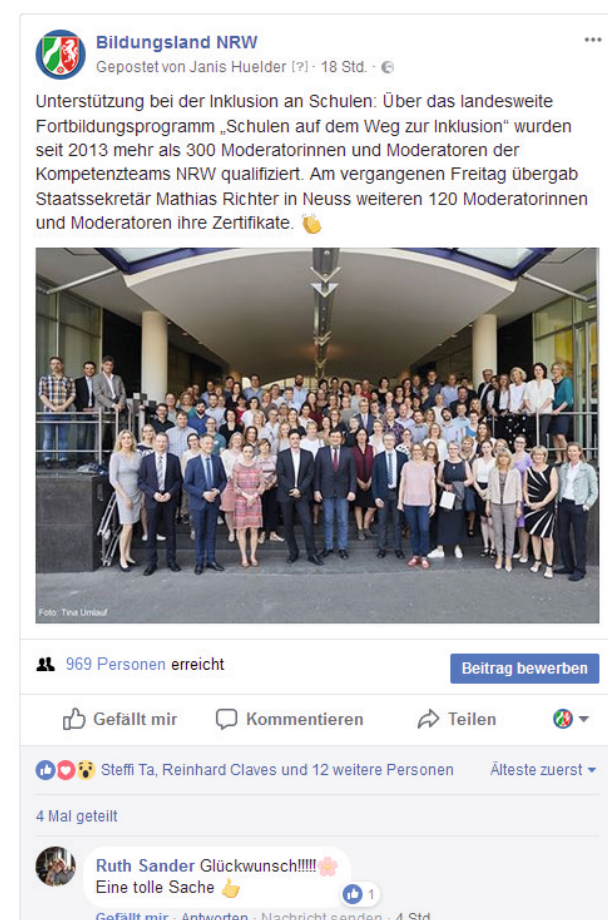 Bildungsland NRW
Gepostet von Janis Huelder [?] · 18 Std. ·
Unterstützung bei der Inklusion an Schulen: Über das landesweite
Fortbildungsprogramm „Schulen auf dem Weg zur Inklusion“ wurden
seit 2013 mehr als 300 Moderatorinnen und Moderatoren der
Kompetenzteams NRW qualifiziert. Am vergangenen Freitag übergab
Staatssekretär Mathias Richter in Neuss weiteren 120 Moderatorinnen
und Moderatoren ihre Zertifikate. 👏
Foto: Tina Umlauf
969 Personen erreicht
Beitrag bewerben
Gefällt mir Kommentieren Teilen
Steffi Ta, Reinhard Claves und 12 weitere Personen Älteste zuerst
4 Mal geteilt
Ruth Sander Glückwunsch!!!!!🌸
Eine tolle Sache 👍
1
Gefällt mir · Antworten · Nachricht senden · 4 Std.